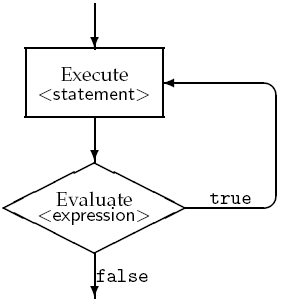 Execute
<statement>
Evaluate
<expression>
true
false